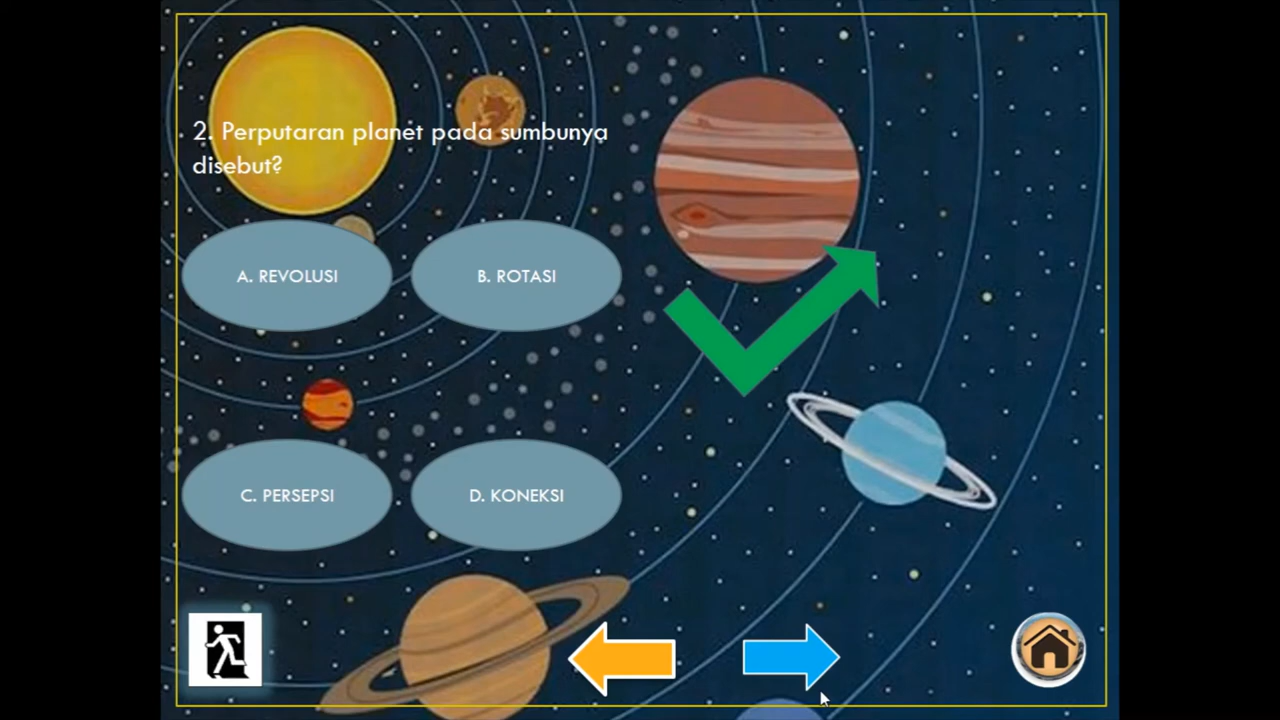 2. Perputaran planet pada sumbunya
disebut?
A. REVOLUSI
B. ROTASI
C. PERSEPSI
D. KONEKSI